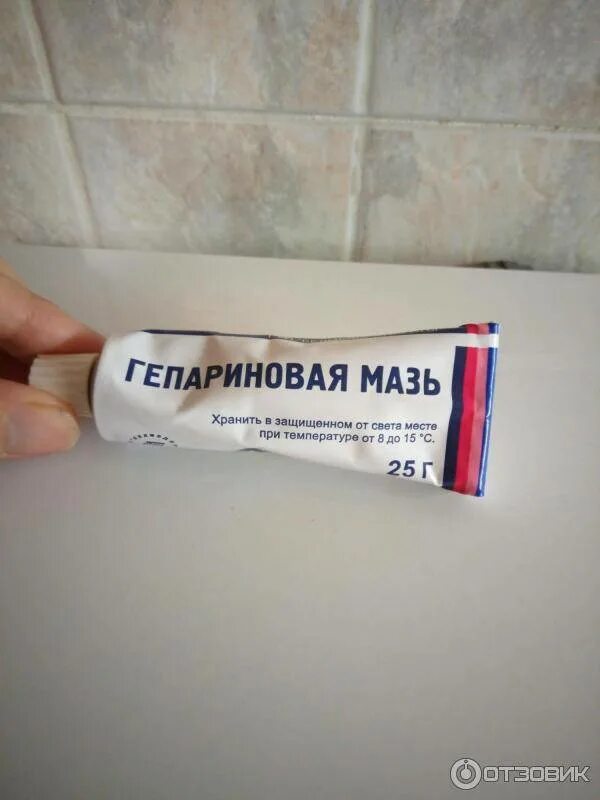 ГЕПАРИНОВАЯ МАЗЬ
Хранить в защищенном от света месте
при температуре от 8 до 15 °C.
25 Г
ОТЗОВИК